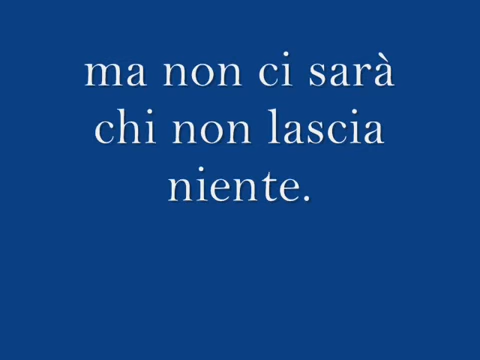 ma non ci sarà
chi non lascia
niente.